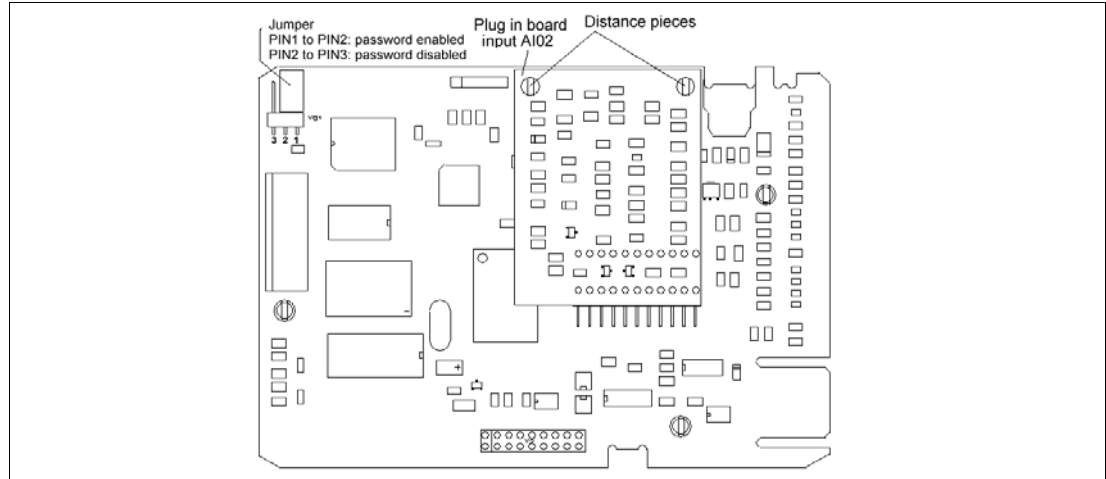 Jumper
PIN1 to PIN2: password enabled
PIN2 to PIN3: password disabled
Plug in board
input AI02
Distance pieces
3 2 1